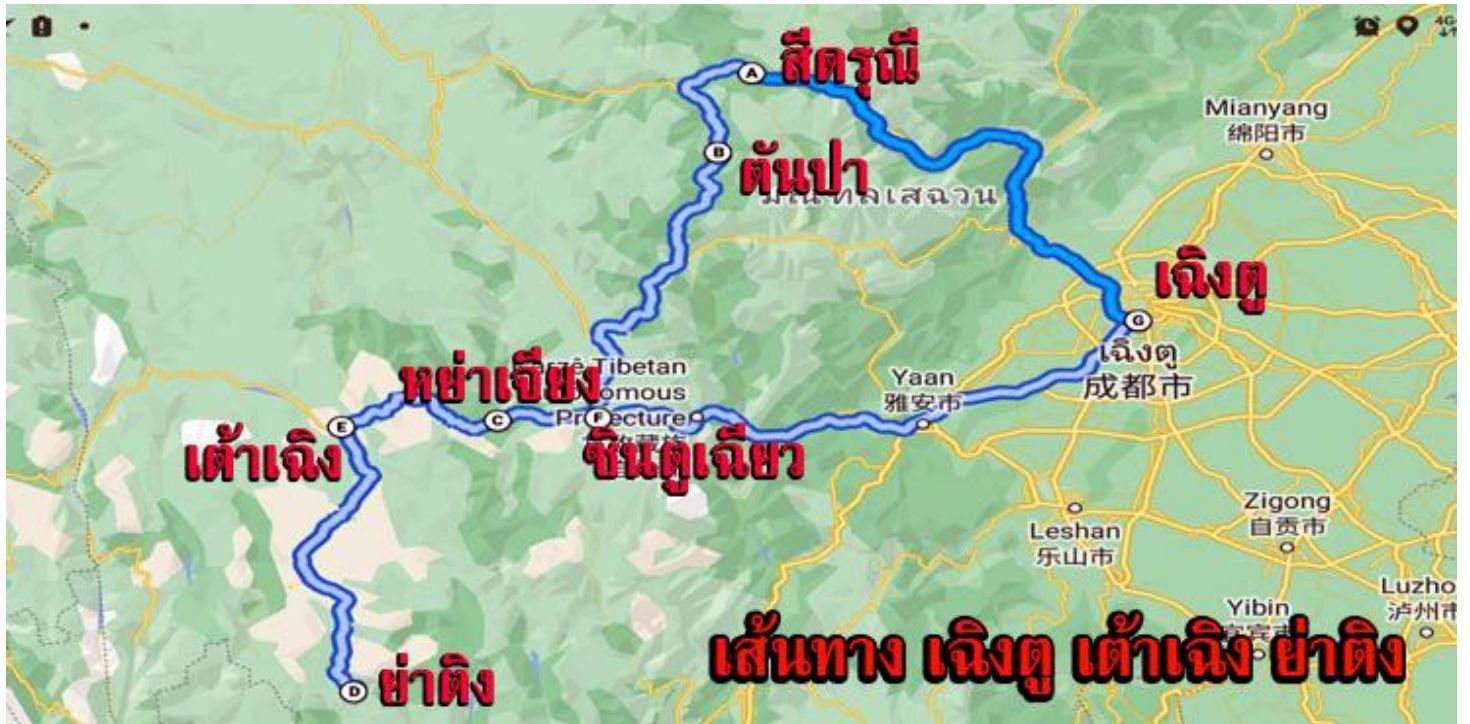 4G
สี่ดรุณี
Mianyang
绵阳市
A
B
ตันปา
มณฑลเสฉวน
เฉิงตู
G
เฉิงตู
成都市
Yaan
雅安市
หย่าเจียง
Tibetan
Prefecture
E
C
F
เต้าเฉิง
ซินตูเฉียว
Leshan
乐山市
Zigong
自贡市
Luzho
泸州市
Yibin
D
ย่าติง
เส้นทาง เฉิงตู เต้าเฉิง ย่าติง